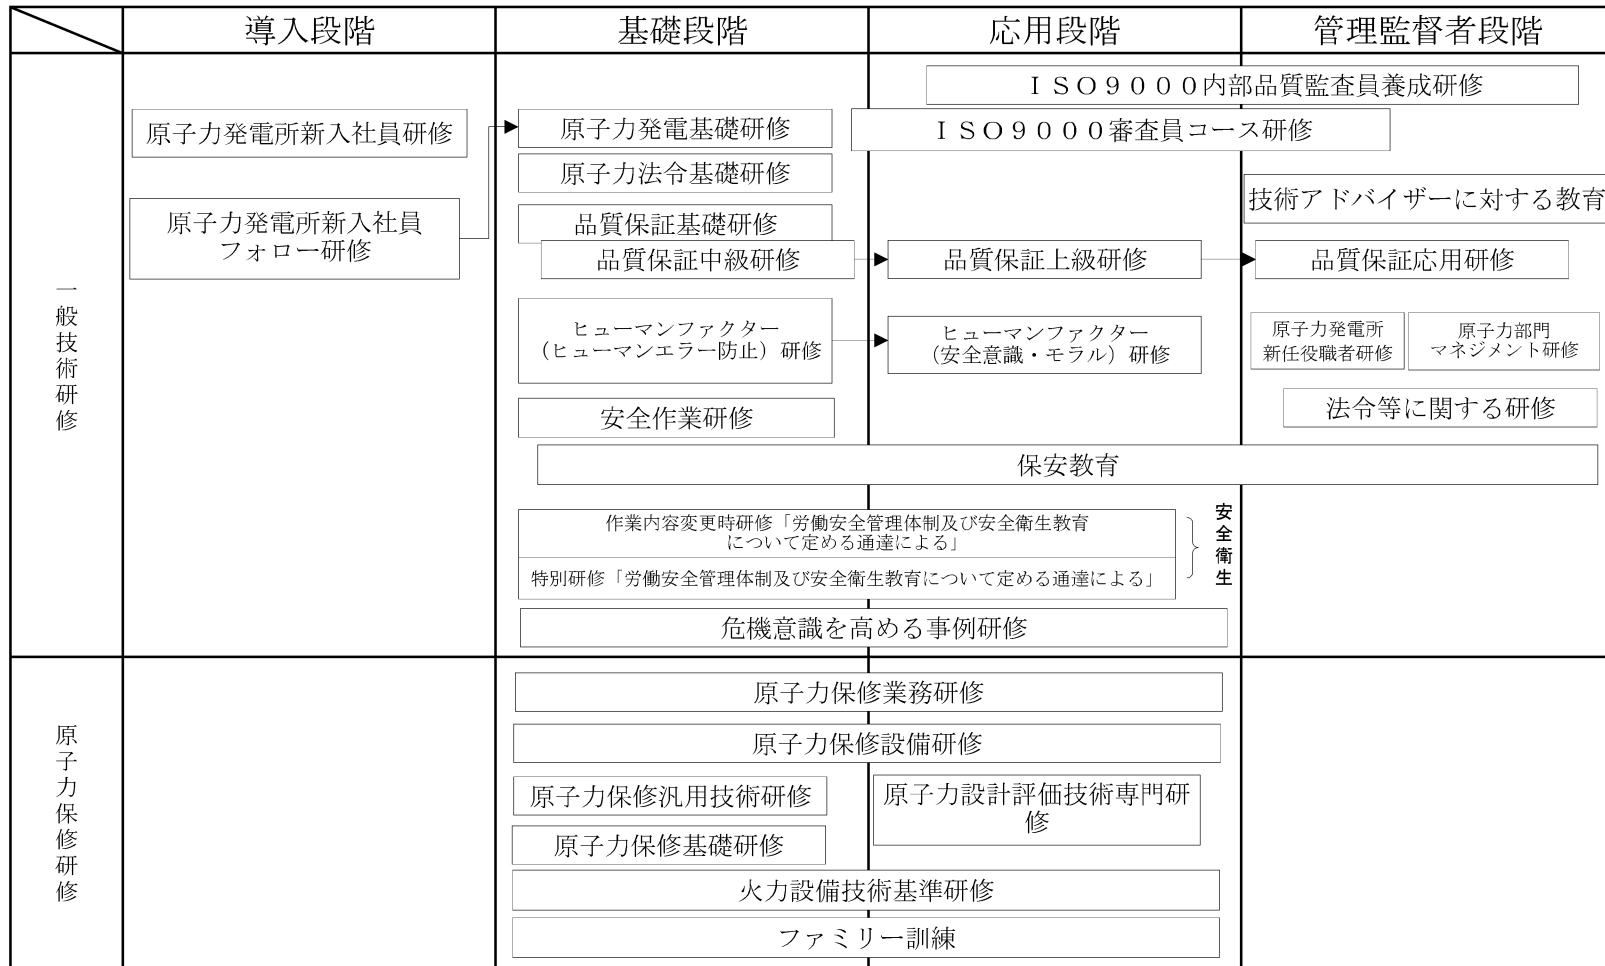 導入段階
基礎段階
応用段階
管理監督者段階
一般技術研修
原子力発電所新入社員研修
原子力発電所新入社員
フォロー研修
原子力発電基礎研修
原子力法令基礎研修
品質保証基礎研修
品質保証中級研修
ヒューマンファクター
（ヒューマンエラー防止）研修
安全作業研修
ＩＳＯ９０００内部品質監査員養成研修
ＩＳＯ９０００審査員コース研修
品質保証上級研修
ヒューマンファクター
（安全意識・モラル）研修
技術アドバイザーに対する教育
品質保証応用研修
原子力発電所
新任役職者研修
原子力部門
マネジメント研修
法令等に関する研修
保安教育
作業内容変更時研修「労働安全管理体制及び安全衛生教育
について定める通達による」
特別研修「労働安全管理体制及び安全衛生教育について定める通達による」
安全衛生
危機意識を高める事例研修
原子力保修研修
原子力保修業務研修
原子力保修設備研修
原子力保修汎用技術研修
原子力設計評価技術専門研
修
原子力保修基礎研修
火力設備技術基準研修
ファミリー訓練